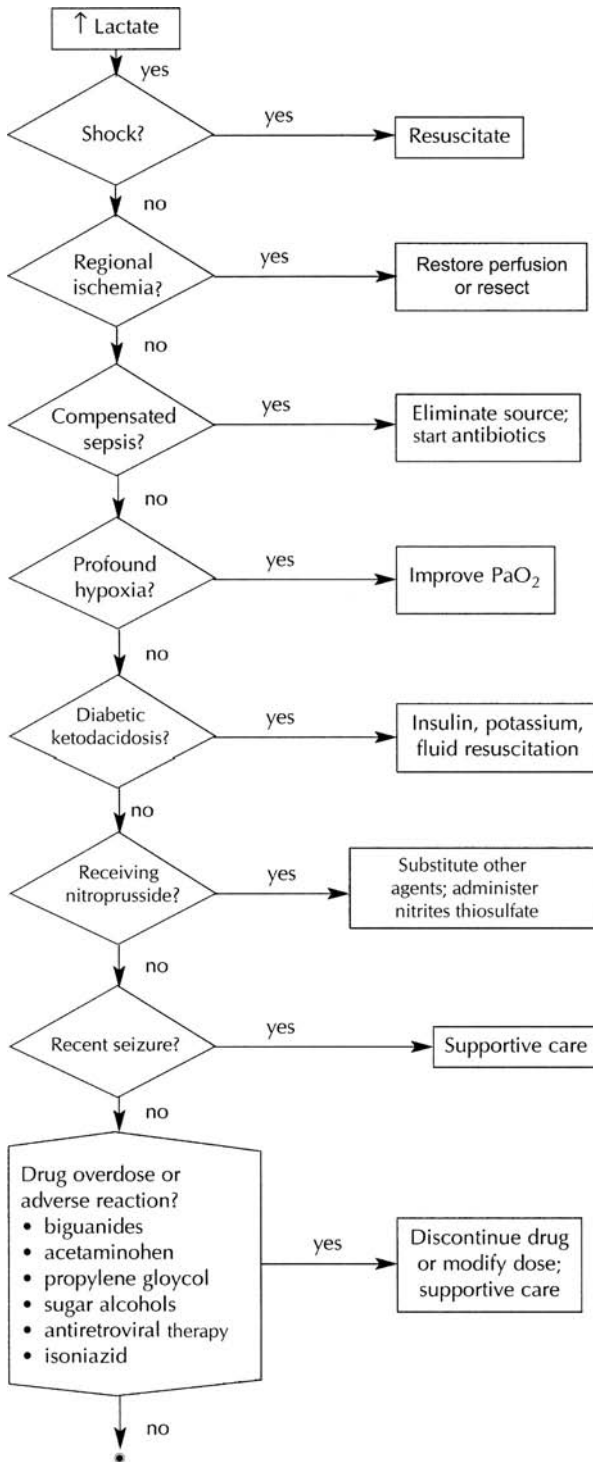 ↑ Lactate
yes
Shock?
yes
Resuscitate
no
Regional
ischemia?
yes
Restore perfusion
or resect
no
Compensated
sepsis?
yes
Eliminate source;
start antibiotics
no
Profound
hypoxia?
yes
Improve PaO₂
no
Diabetic
ketodacidosis?
yes
Insulin, potassium,
fluid resuscitation
no
Receiving
nitroprusside?
yes
Substitute other
agents; administer
nitrites thiosulfate
no
Recent seizure?
yes
Supportive care
no
Drug overdose or
adverse reaction?
• biguanides
• acetaminohen
• propylene gloycol
• sugar alcohols
• antiretroviral therapy
• isoniazid
yes
Discontinue drug
or modify dose;
supportive care
no